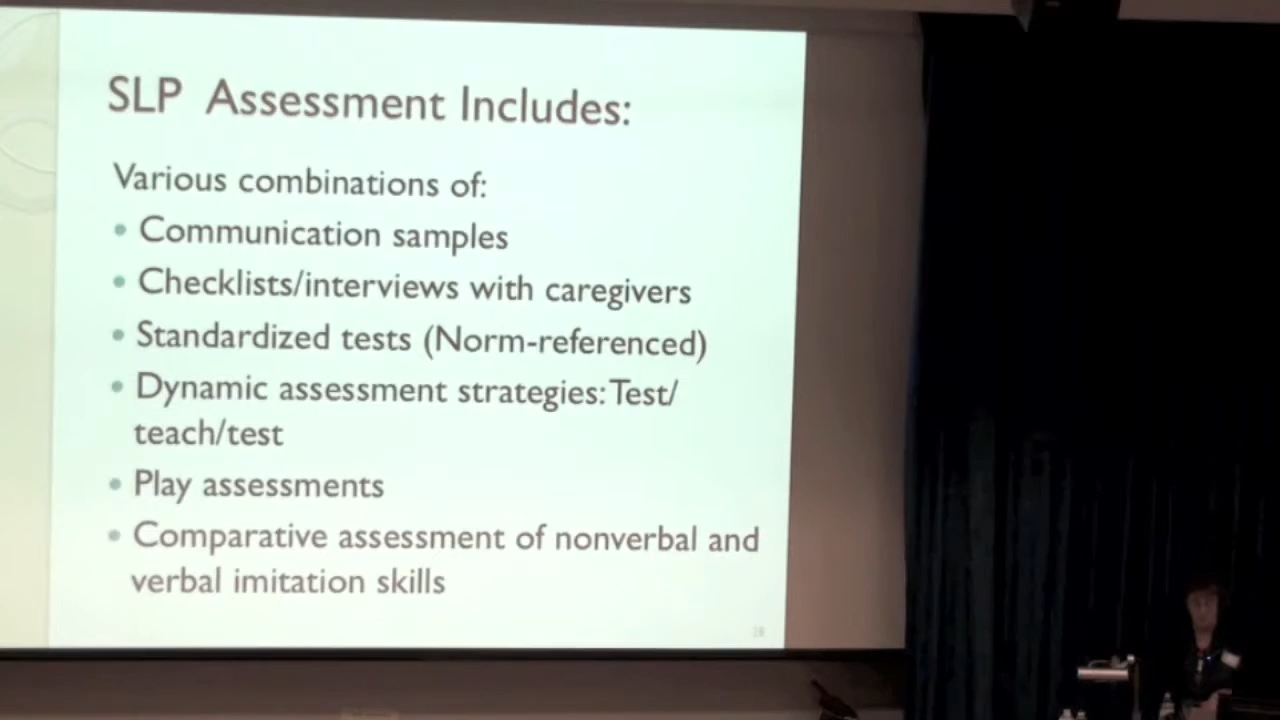 SLP Assessment Includes:
Various combinations of:
• Communication samples
• Checklists/interviews with caregivers
• Standardized tests (Norm-referenced)
• Dynamic assessment strategies: Test/
teach/test
• Play assessments
• Comparative assessment of nonverbal and
verbal imitation skills
28